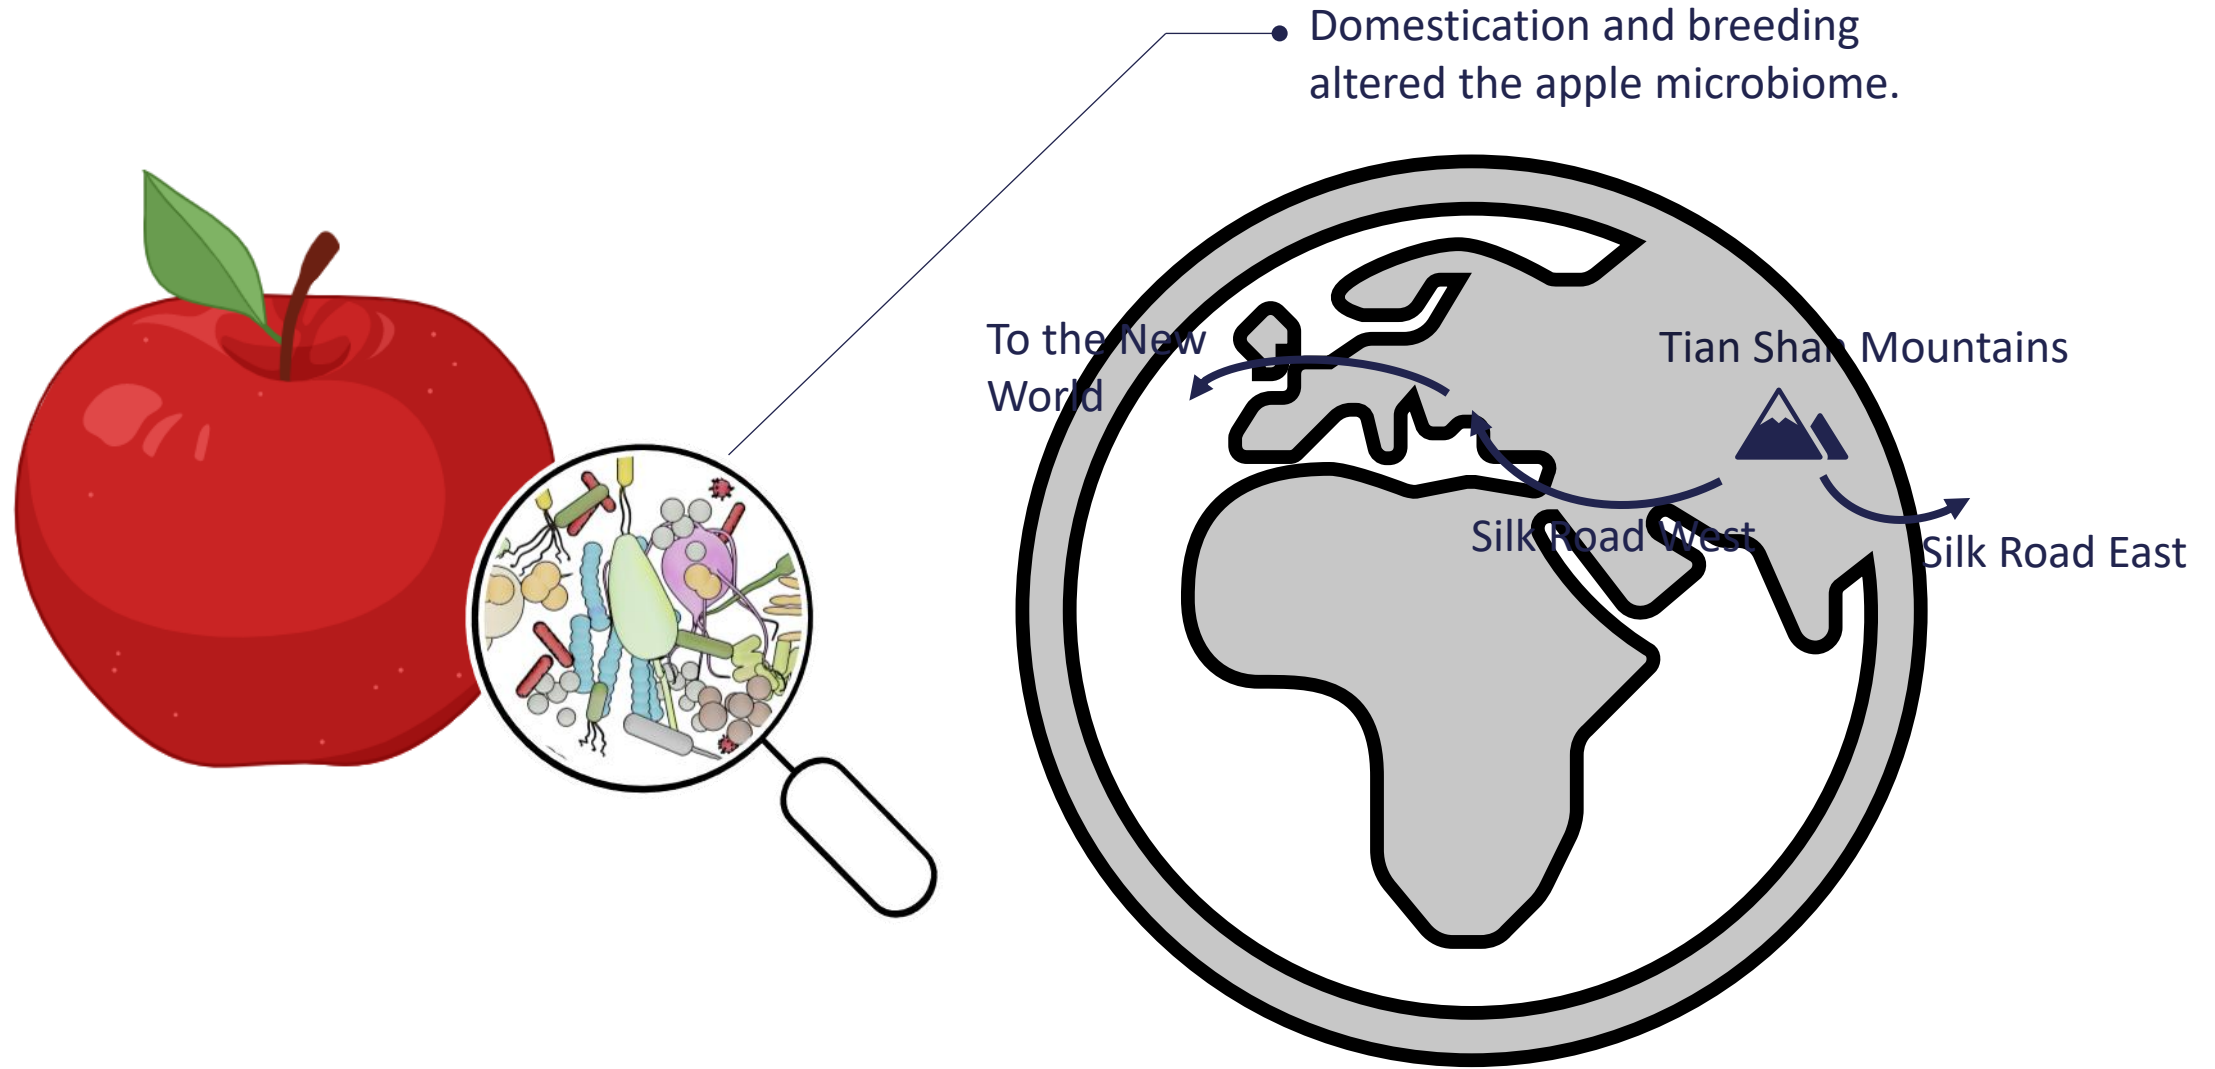 Domestication and breeding
altered the apple microbiome.
To the New
World
Tian Shan Mountains
Silk Road West
Silk Road East